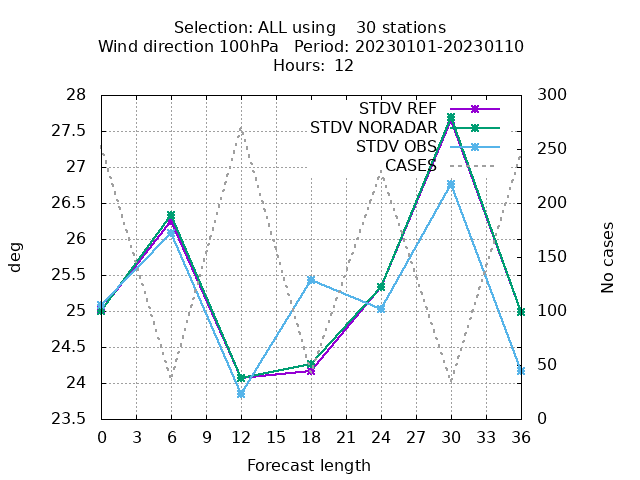 Selection: ALL using    30 stations
Wind direction 100hPa   Period: 20230101-20230110
Hours:  12
28
27.5
27
26.5
26
25.5
25
24.5
24
23.5
300
250
200
150
100
50
0
STDV REF
STDV NORADAR
STDV OBS
CASES
deg
No cases
0 3 6 9 12 15 18 21 24 27 30 33 36
Forecast length